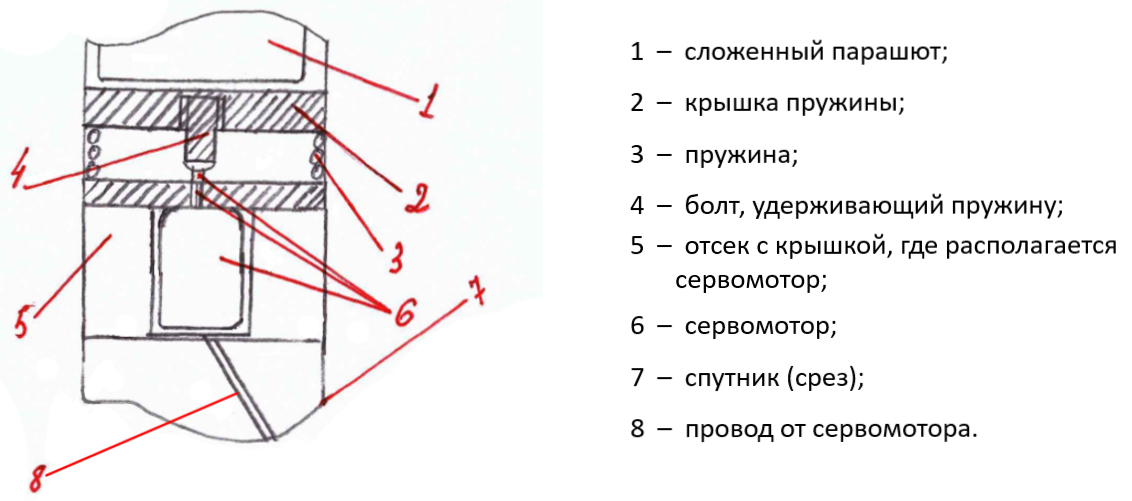 1
4
2
3
5
6
7
8
1 – сложенный парашют;
2 – крышка пружины;
3 – пружина;
4 – болт, удерживающий пружину;
5 – отсек с крышкой, где располагается
сервомотор;
6 – сервомотор;
7 – спутник (срез);
8 – провод от сервомотора.